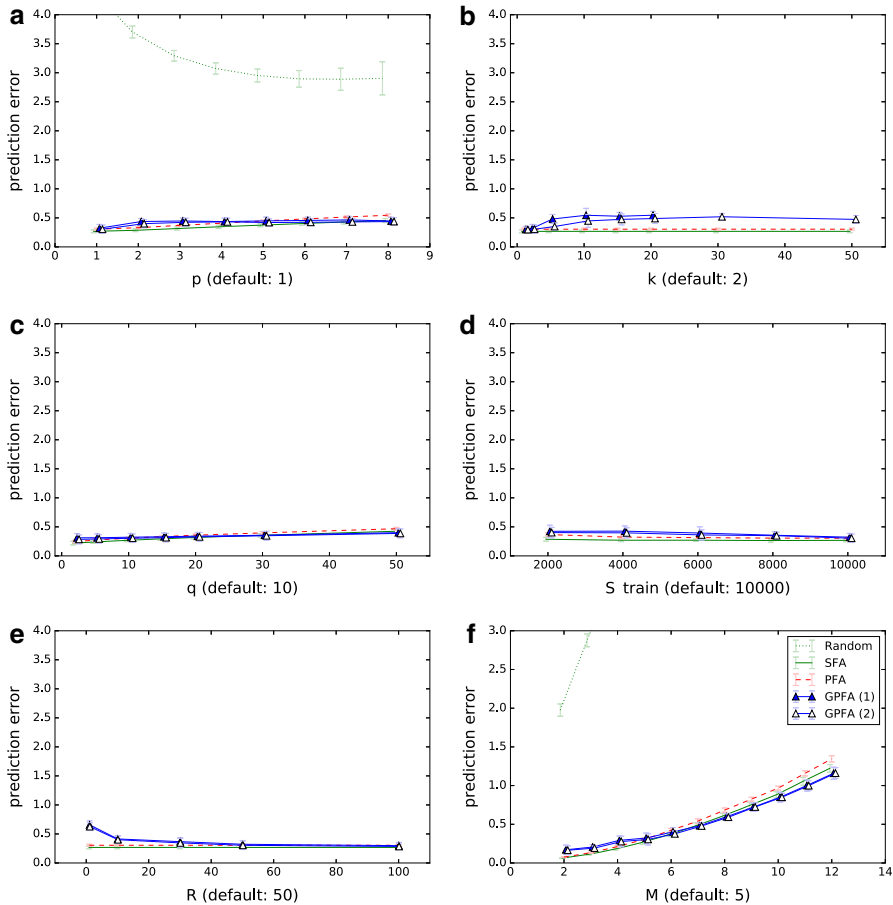 a
4.0
3.5
3.0
2.5
2.0
1.5
1.0
0.5
0.0
prediction error
0 1 2 3 4 5 6 7 8 9
p (default: 1)
b
4.0
3.5
3.0
2.5
2.0
1.5
1.0
0.5
0.0
prediction error
0 10 20 30 40 50
k (default: 2)
c
4.0
3.5
3.0
2.5
2.0
1.5
1.0
0.5
0.0
prediction error
0 10 20 30 40 50
q (default: 10)
d
4.0
3.5
3.0
2.5
2.0
1.5
1.0
0.5
0.0
prediction error
2000 4000 6000 8000 10000
S train (default: 10000)
e
4.0
3.5
3.0
2.5
2.0
1.5
1.0
0.5
0.0
prediction error
0 20 40 60 80 100
R (default: 50)
f
3.0
2.5
2.0
1.5
1.0
0.5
0.0
prediction error
0 2 4 6 8 10 12 14
M (default: 5)
Random
SFA
PFA
GPFA (1)
GPFA (2)